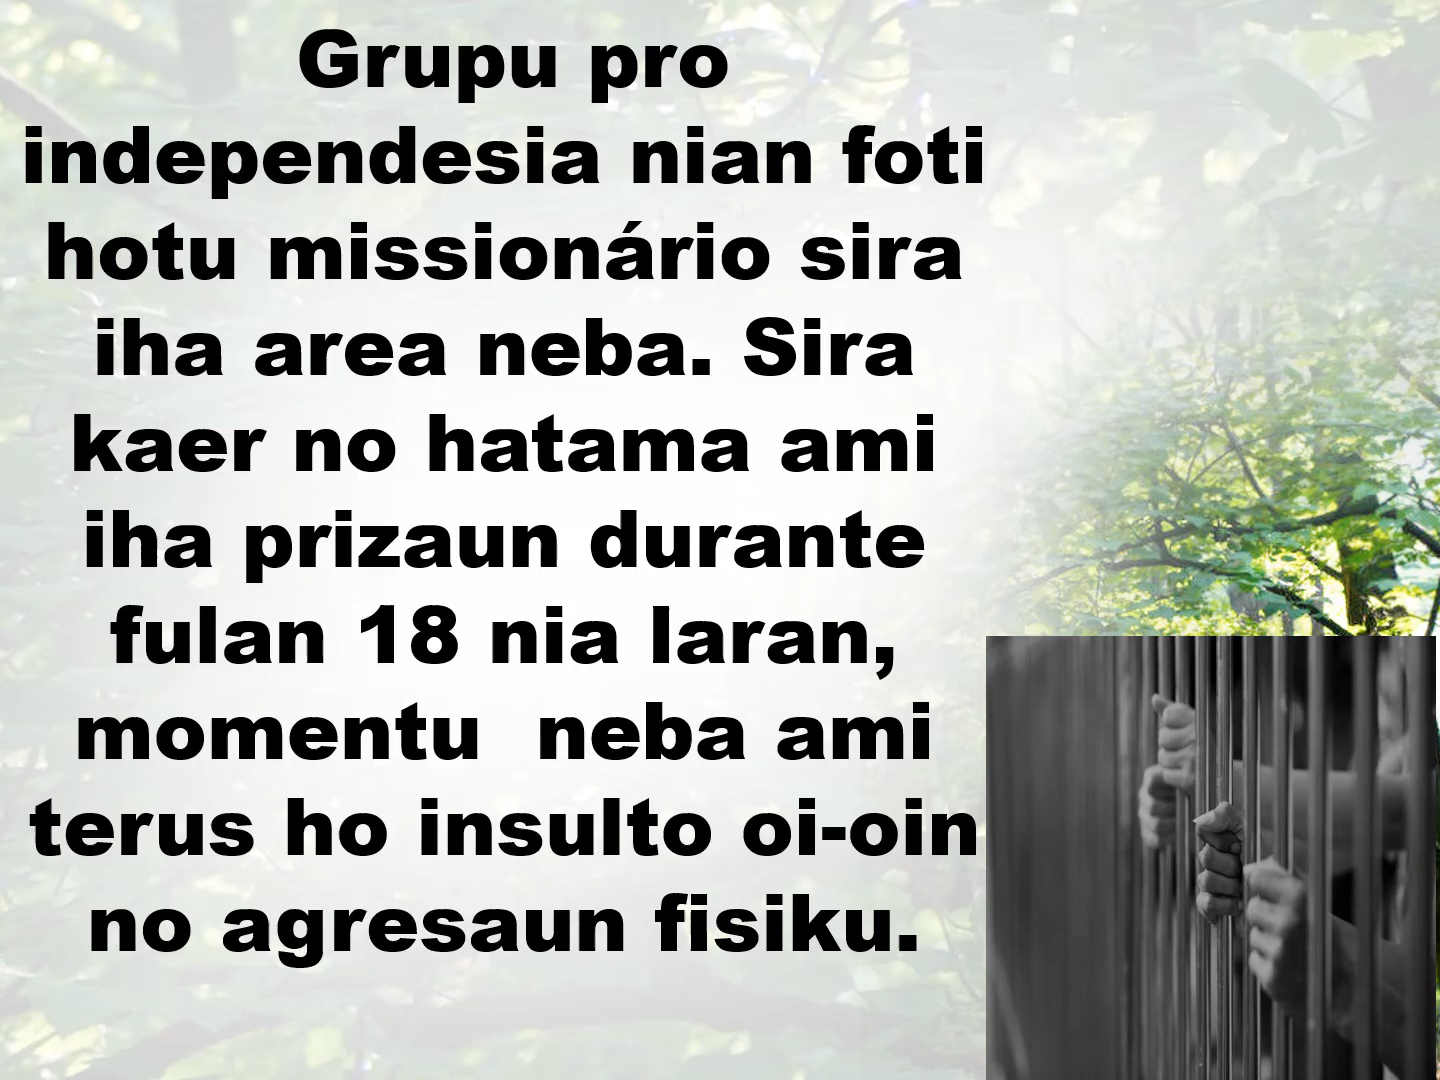 Grupu pro
independesia nian foti
hotu missionário sira
iha area neba. Sira
kaer no hatama ami
iha prizaun durante
fulan 18 nia laran,
momentu  neba ami
terus ho insulto oi-oin
no agresaun fisiku.